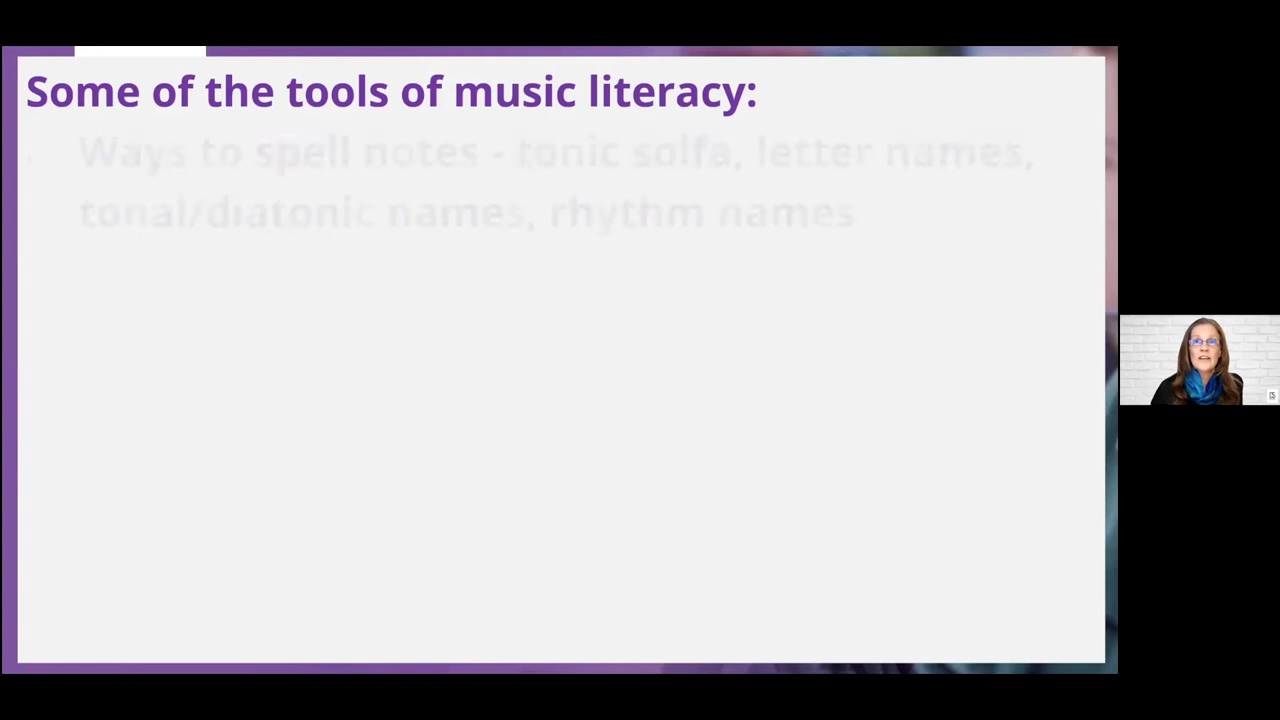 Some of the tools of music literacy:
Ways to spell notes - tonic solfa, letter names,
tonal/diatonic names, rhythm names